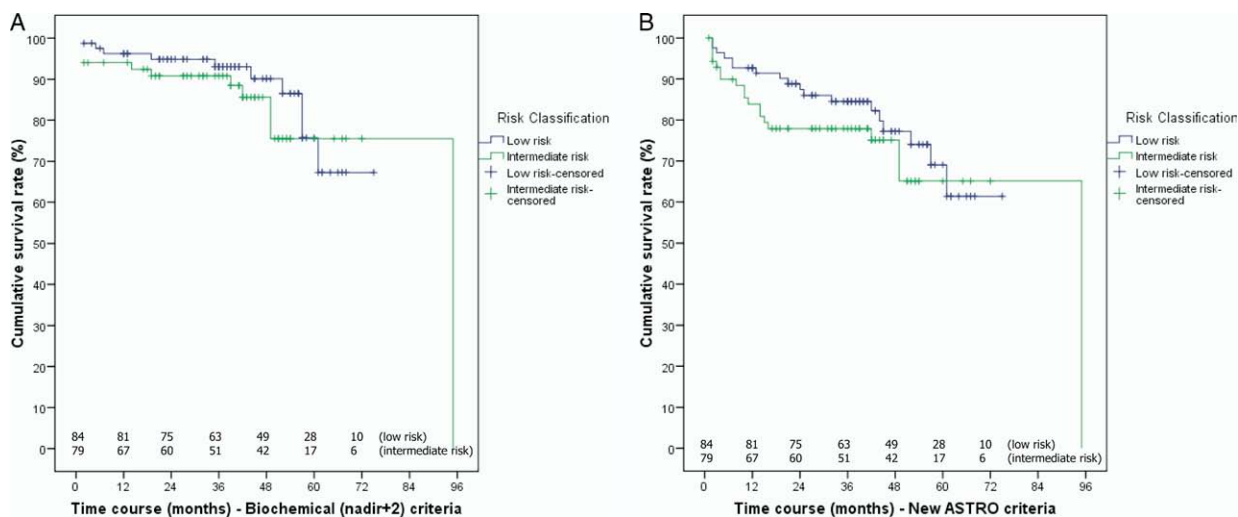 A
Cumulative survival rate (%)
100
90
80
70
60
50
40
30
20
10
0
84 81 75 63 49 28 10 (low risk)
79 67 60 51 42 17 6 (intermediate risk)
0 12 24 36 48 60 72 84 96
Time course (months) - Biochemical (nadir+2) criteria
Risk Classification
Low risk
Intermediate risk
Low risk-censored
Intermediate risk-
censored
B
Cumulative survival rate (%)
100
90
80
70
60
50
40
30
20
10
0
84 81 75 63 49 28 10 (low risk)
79 67 60 51 42 17 6 (intermediate risk)
0 12 24 36 48 60 72 84 96
Time course (months) - New ASTRO criteria
Risk Classification
Low risk
Intermediate risk
Low risk-censored
Intermediate risk-
censored